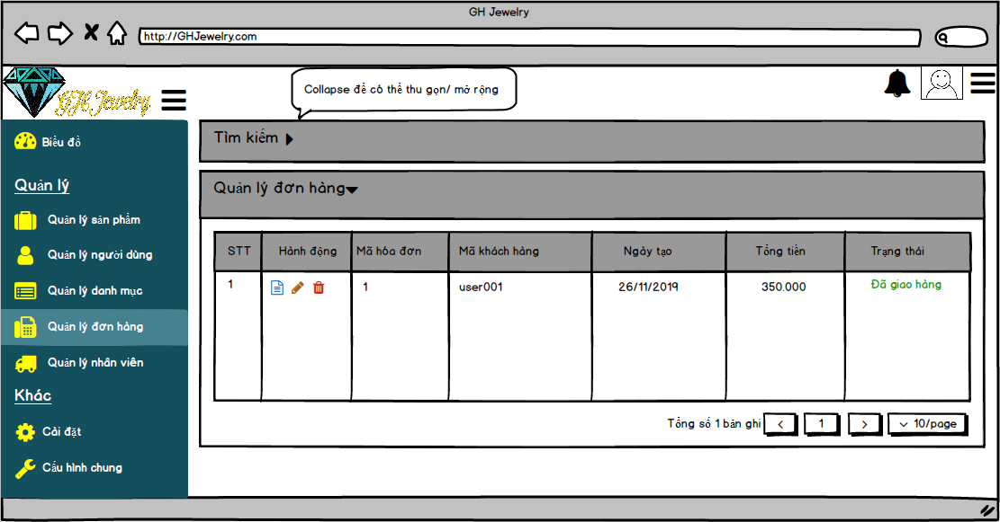 GH Jewelry
http://GHJewelry.com
GH Jewelry
Collapse để có thể thu gọn/ mở rộng
Biểu đồ
Quản lý
Quản lý sản phẩm
Quản lý người dùng
Quản lý danh mục
Quản lý đơn hàng
Quản lý nhân viên
Khác
Cài đặt
Cấu hình chung
Tìm kiếm
Quản lý đơn hàng
STT Hành động Mã hóa đơn Mã khách hàng Ngày tạo Tổng tiền Trạng thái
1 1 user001 26/11/2019 350.000 Đã giao hàng
Tổng số 1 bản ghi < 1 > 10/page